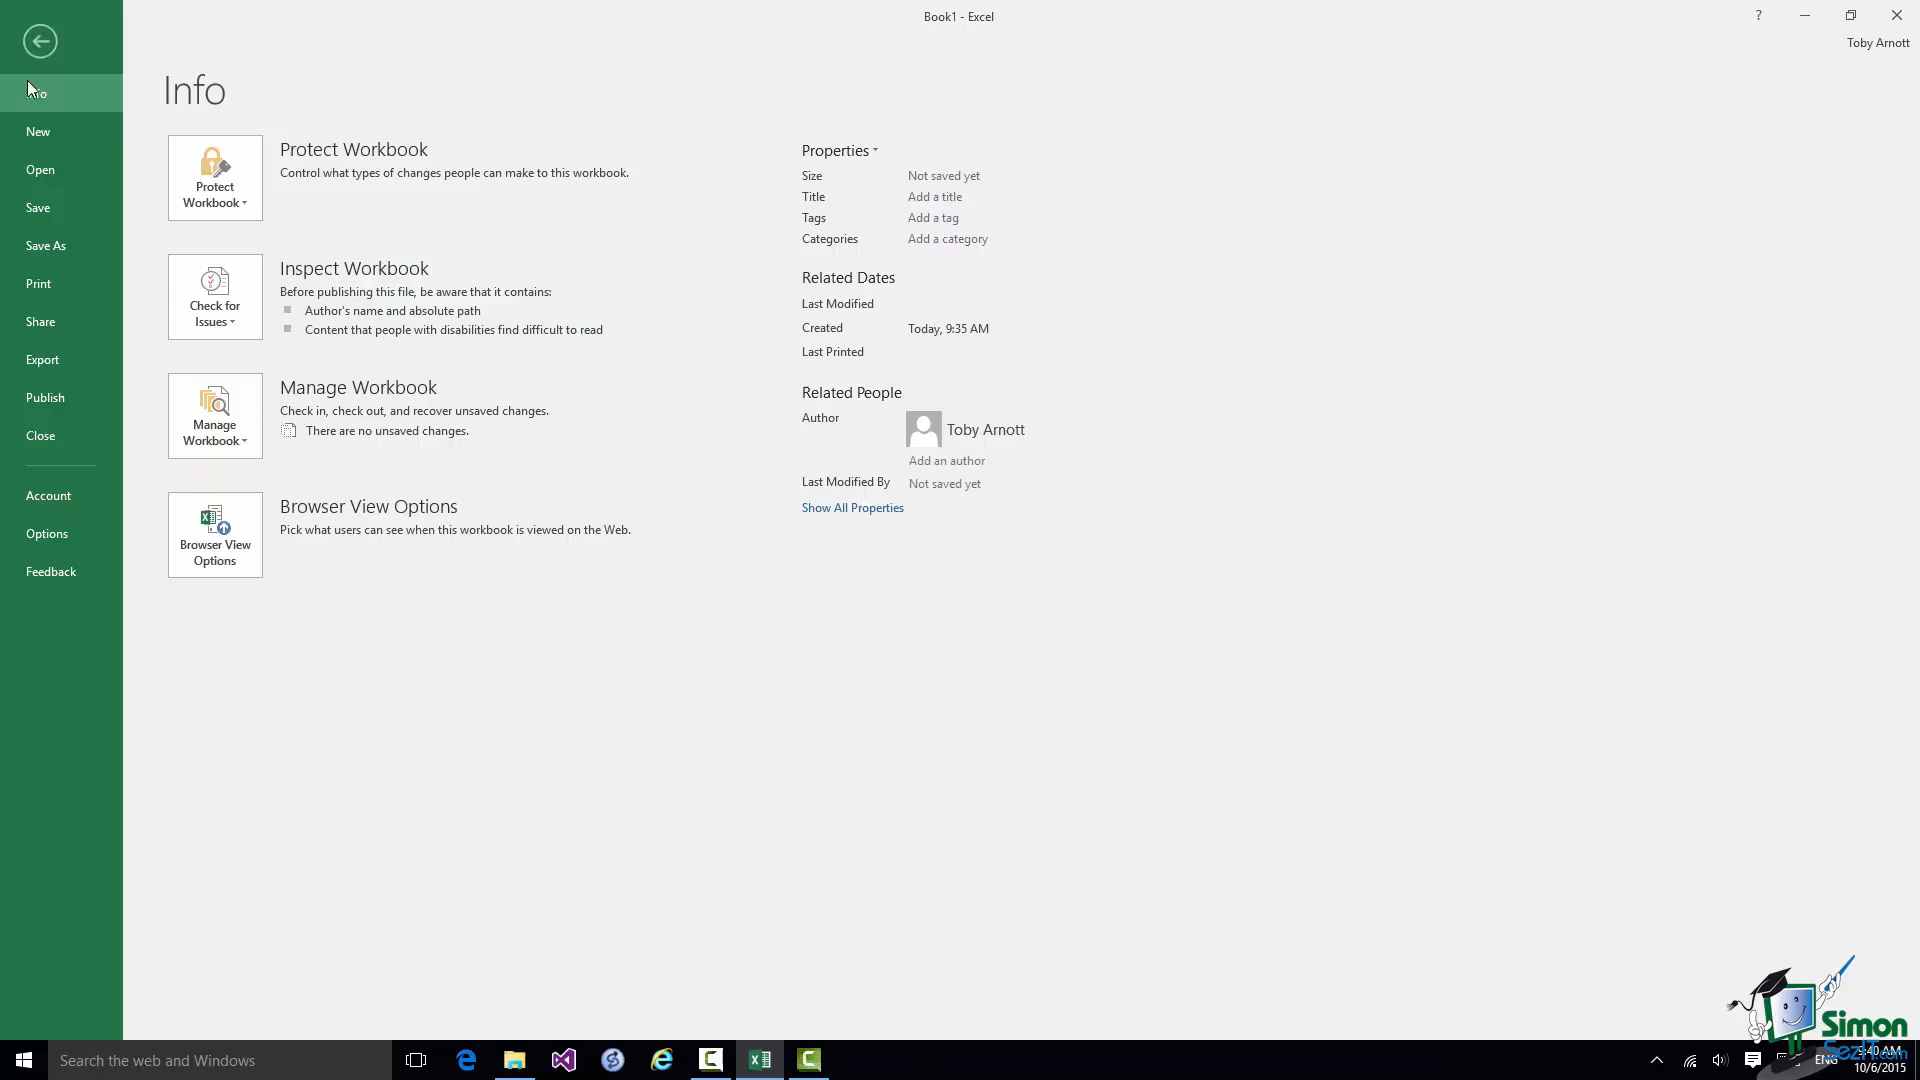 Book1 - Excel
?
Toby Arnott
Info
New
Open
Save
Save As
Print
Share
Export
Publish
Close
Account
Options
Feedback
Info
Protect Workbook
Protect Workbook
Control what types of changes people can make to this workbook.
Check for Issues
Inspect Workbook
Before publishing this file, be aware that it contains:
Author's name and absolute path
Content that people with disabilities find difficult to read
Manage Workbook
Manage Workbook
Check in, check out, and recover unsaved changes.
There are no unsaved changes.
Browser View Options
Browser View Options
Pick what users can see when this workbook is viewed on the Web.
Properties
Size Not saved yet
Title Add a title
Tags Add a tag
Categories Add a category
Related Dates
Last Modified
Created Today, 9:35 AM
Last Printed
Related People
Author Toby Arnott
Add an author
Last Modified By Not saved yet
Show All Properties
Simon
SezIT.com
Search the web and Windows
ENG
9:40 AM
10/6/2015